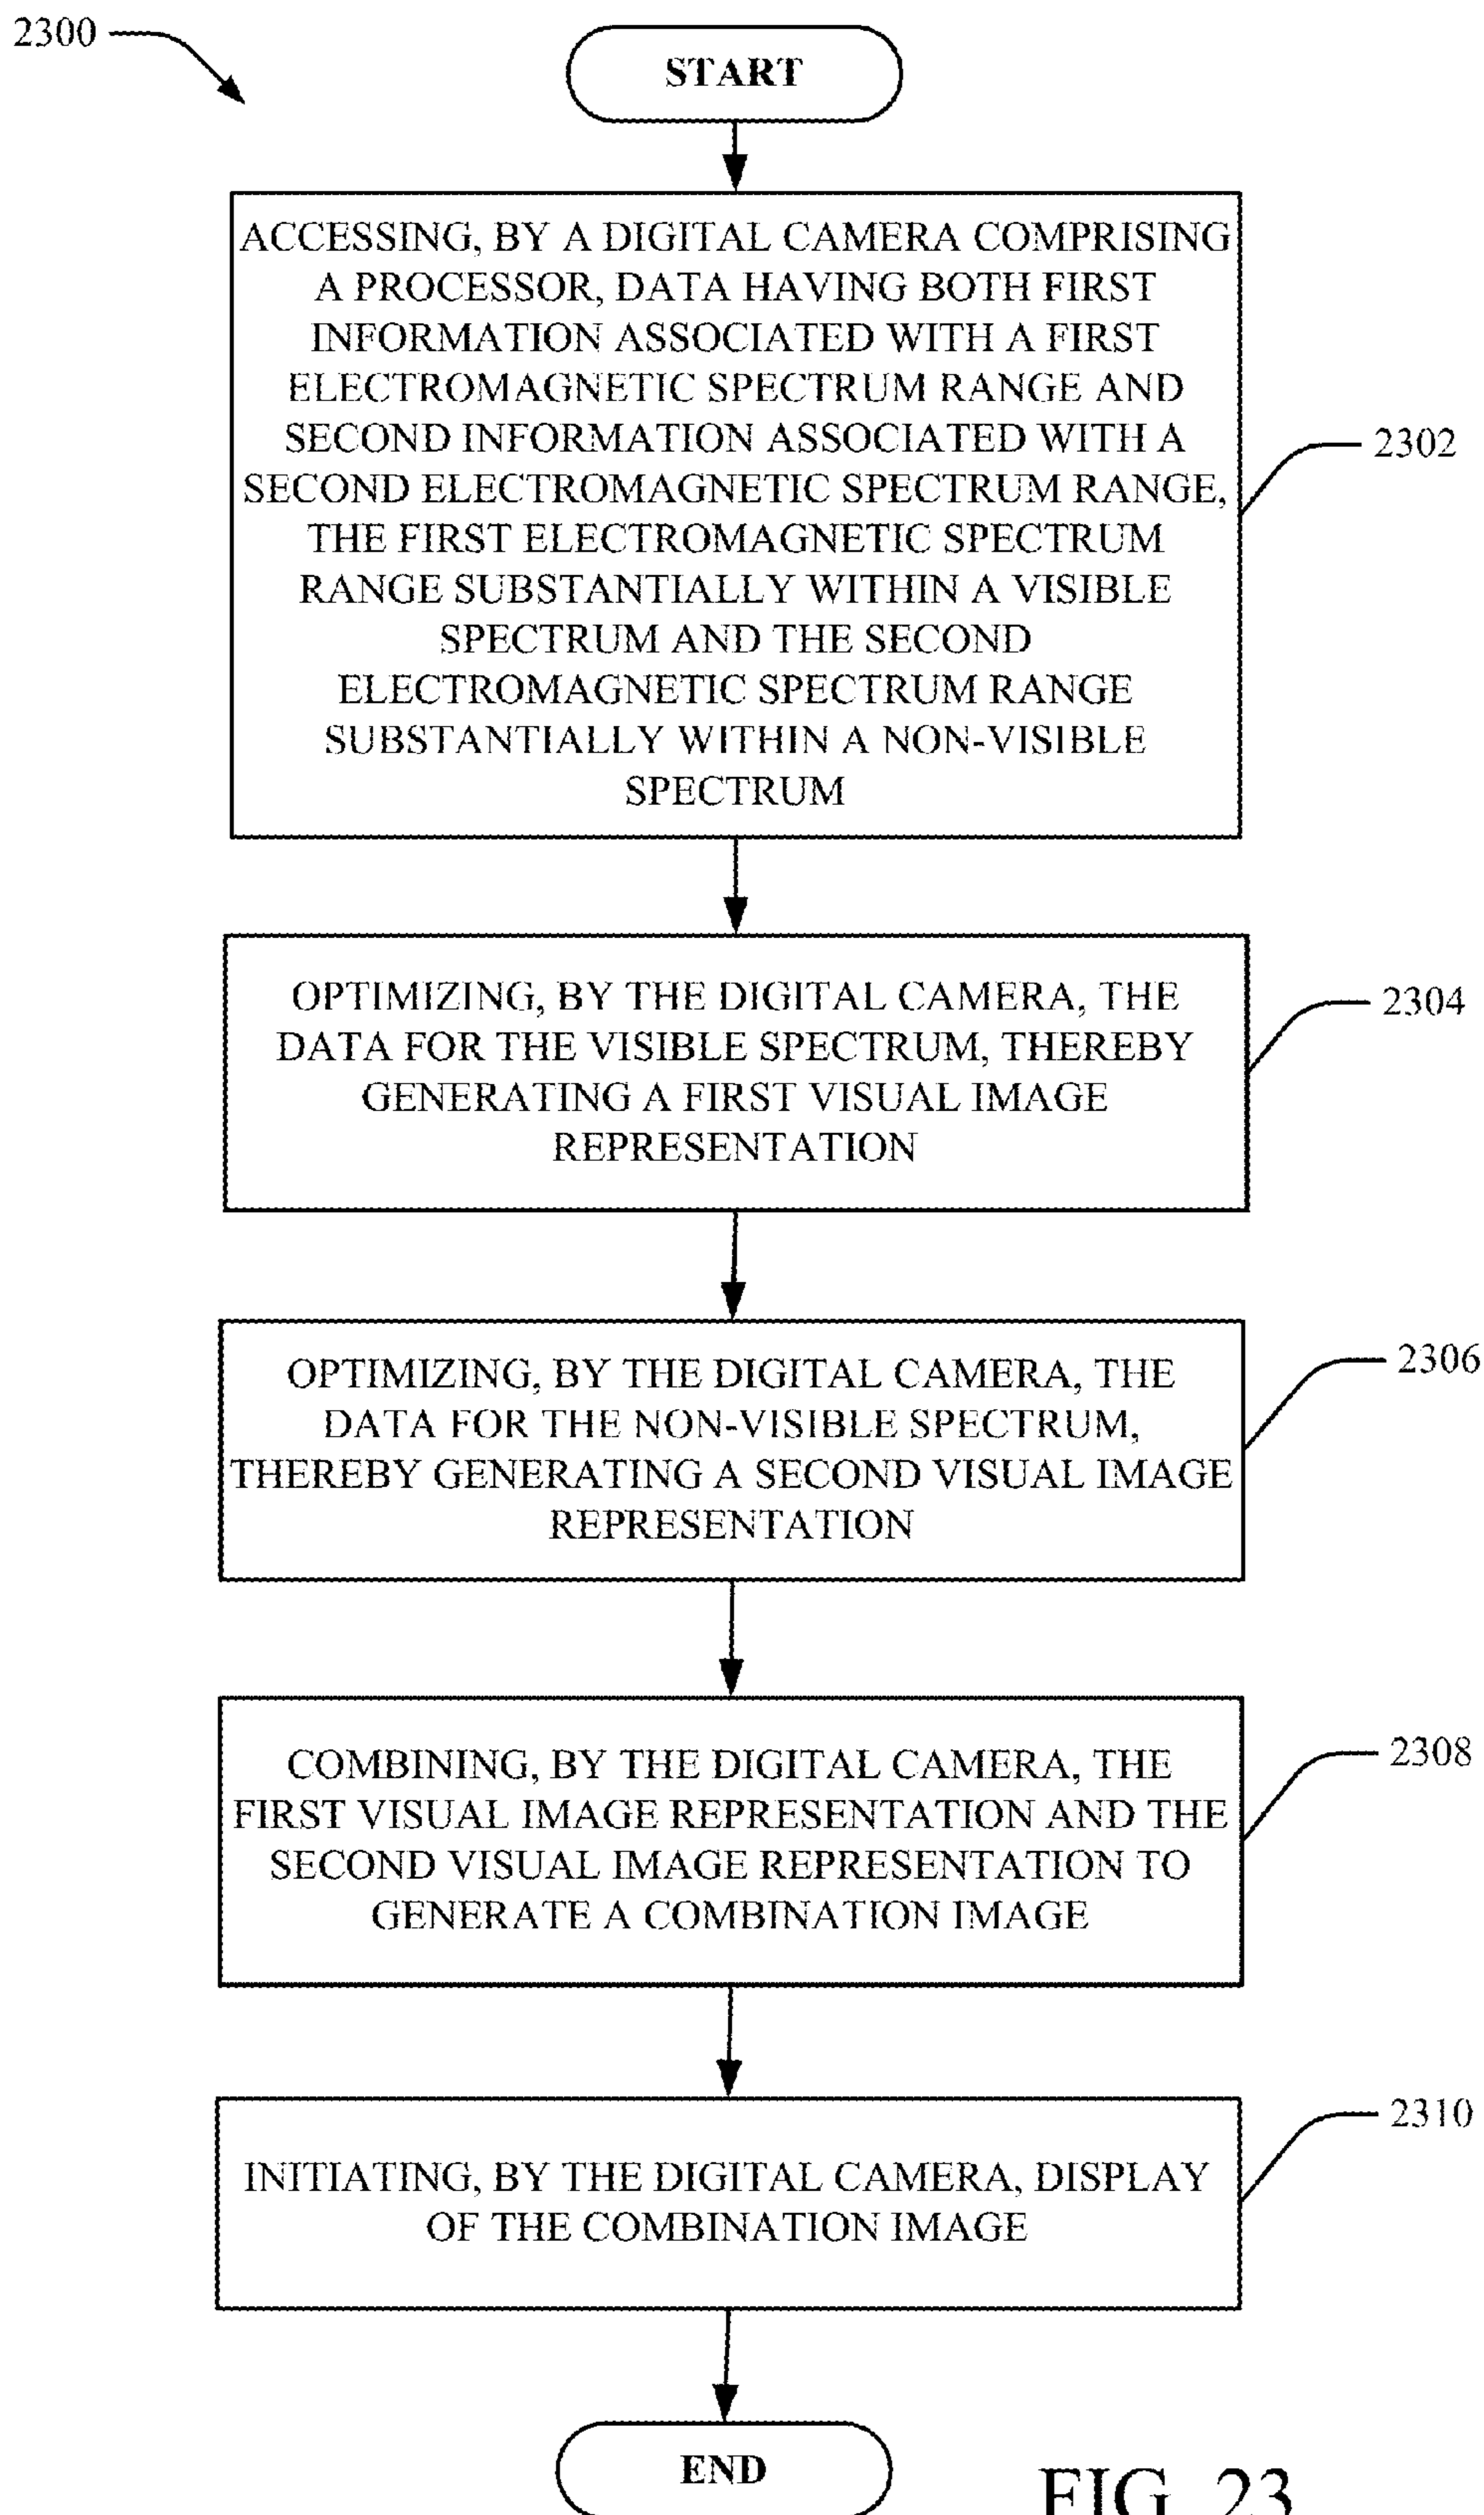 2300
START
ACCESSING, BY A DIGITAL CAMERA COMPRISING
A PROCESSOR, DATA HAVING BOTH FIRST
INFORMATION ASSOCIATED WITH A FIRST
ELECTROMAGNETIC SPECTRUM RANGE AND
SECOND INFORMATION ASSOCIATED WITH A
SECOND ELECTROMAGNETIC SPECTRUM RANGE,
THE FIRST ELECTROMAGNETIC SPECTRUM
RANGE SUBSTANTIALLY WITHIN A VISIBLE
SPECTRUM AND THE SECOND
ELECTROMAGNETIC SPECTRUM RANGE
SUBSTANTIALLY WITHIN A NON-VISIBLE
SPECTRUM
2302
OPTIMIZING, BY THE DIGITAL CAMERA, THE
DATA FOR THE VISIBLE SPECTRUM, THEREBY
GENERATING A FIRST VISUAL IMAGE
REPRESENTATION
2304
OPTIMIZING, BY THE DIGITAL CAMERA, THE
DATA FOR THE NON-VISIBLE SPECTRUM,
THEREBY GENERATING A SECOND VISUAL IMAGE
REPRESENTATION
2306
COMBINING, BY THE DIGITAL CAMERA, THE
FIRST VISUAL IMAGE REPRESENTATION AND THE
SECOND VISUAL IMAGE REPRESENTATION TO
GENERATE A COMBINATION IMAGE
2308
INITIATING, BY THE DIGITAL CAMERA, DISPLAY
OF THE COMBINATION IMAGE
2310
END
FIG. 23